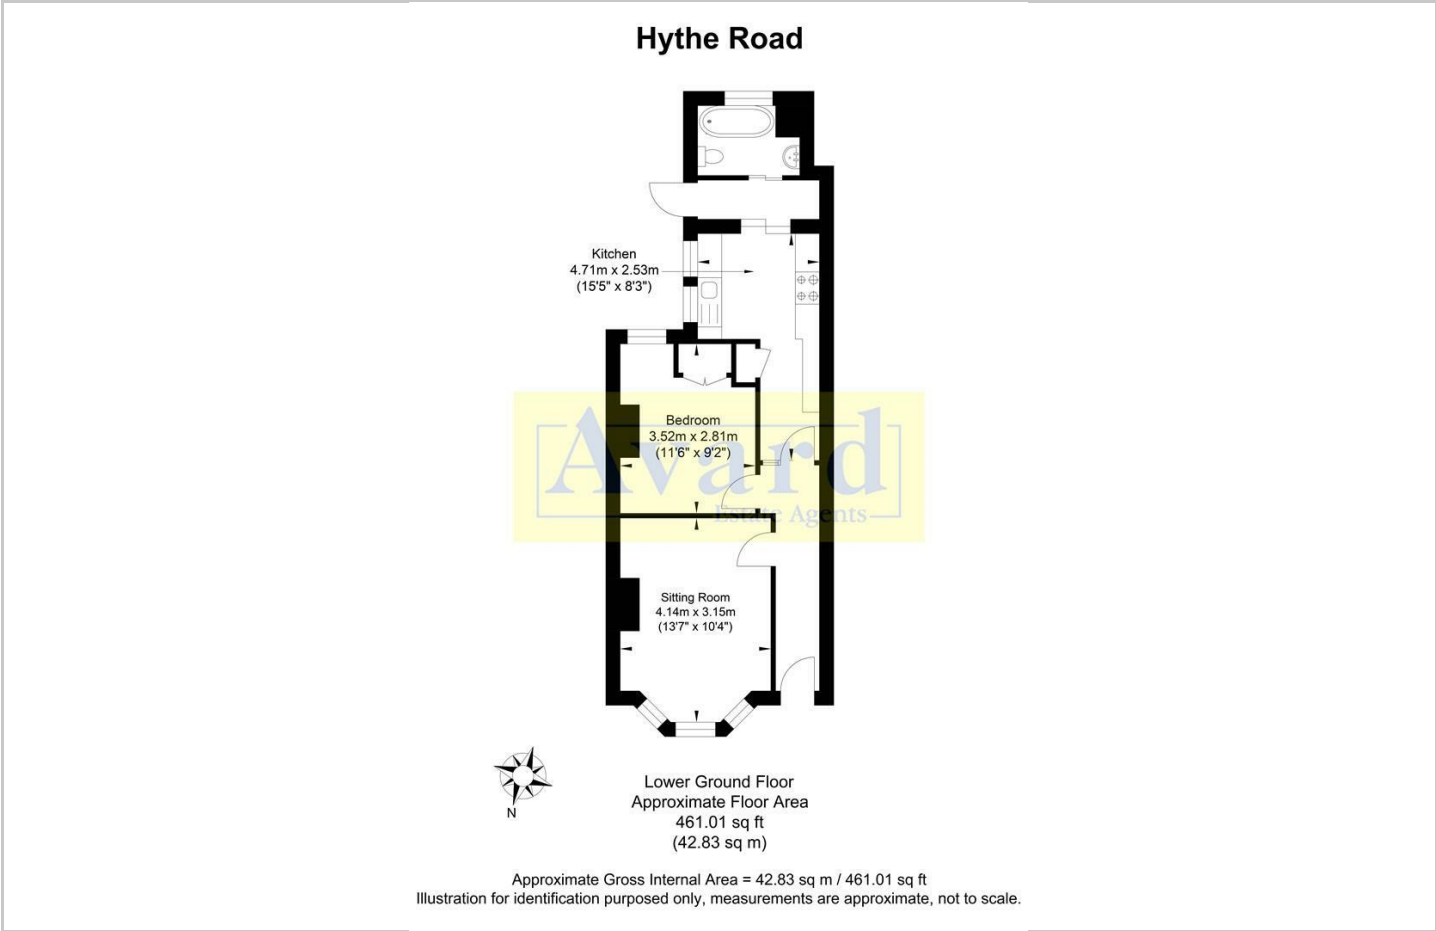 Hythe Road
Kitchen
4.71m x 2.53m
(15'5" x 8'3")
Bedroom
3.52m x 2.81m
(11'6" x 9'2")
Avard
Estate Agents
Sitting Room
4.14m x 3.15m
(13'7" x 10'4")
N
Lower Ground Floor
Approximate Floor Area
461.01 sq ft
(42.83 sq m)
Approximate Gross Internal Area = 42.83 sq m / 461.01 sq ft
Illustration for identification purposed only, measurements are approximate, not to scale.